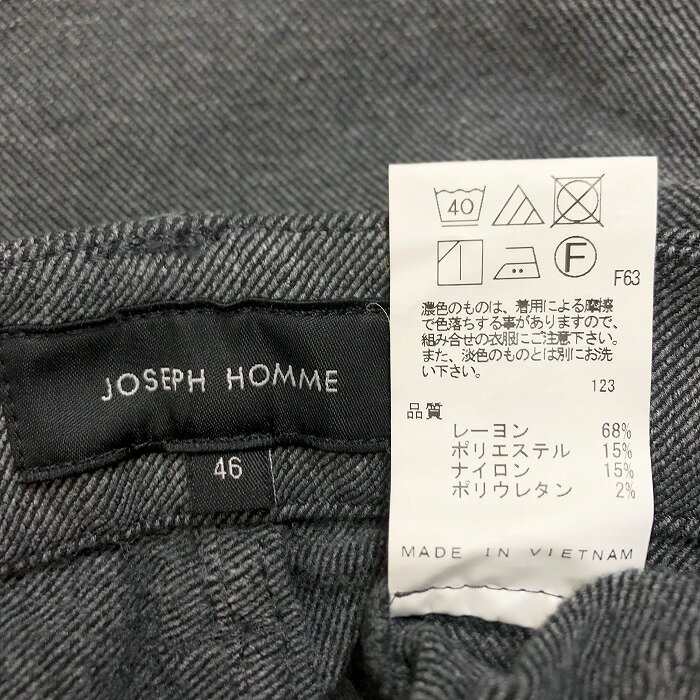 JOSEPH HOMME
46
40
F
F63
濃色のものは、着用による摩擦
で色落ちする事がありますので、
組み合せの衣服にご注意下さい。
また、淡色のものとは別にお洗
い下さい。
123
品質
レーヨン 68%
ポリエステル 15%
ナイロン 15%
ポリウレタン 2%
MADE IN VIETNAM